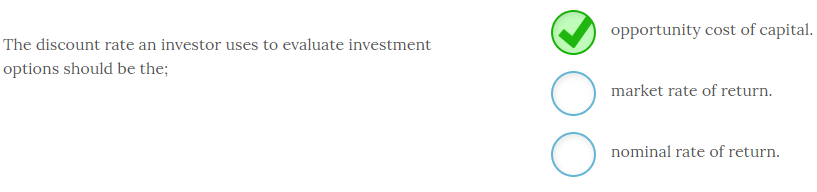 The discount rate an investor uses to evaluate investment
options should be the;
opportunity cost of capital.
market rate of return.
nominal rate of return.